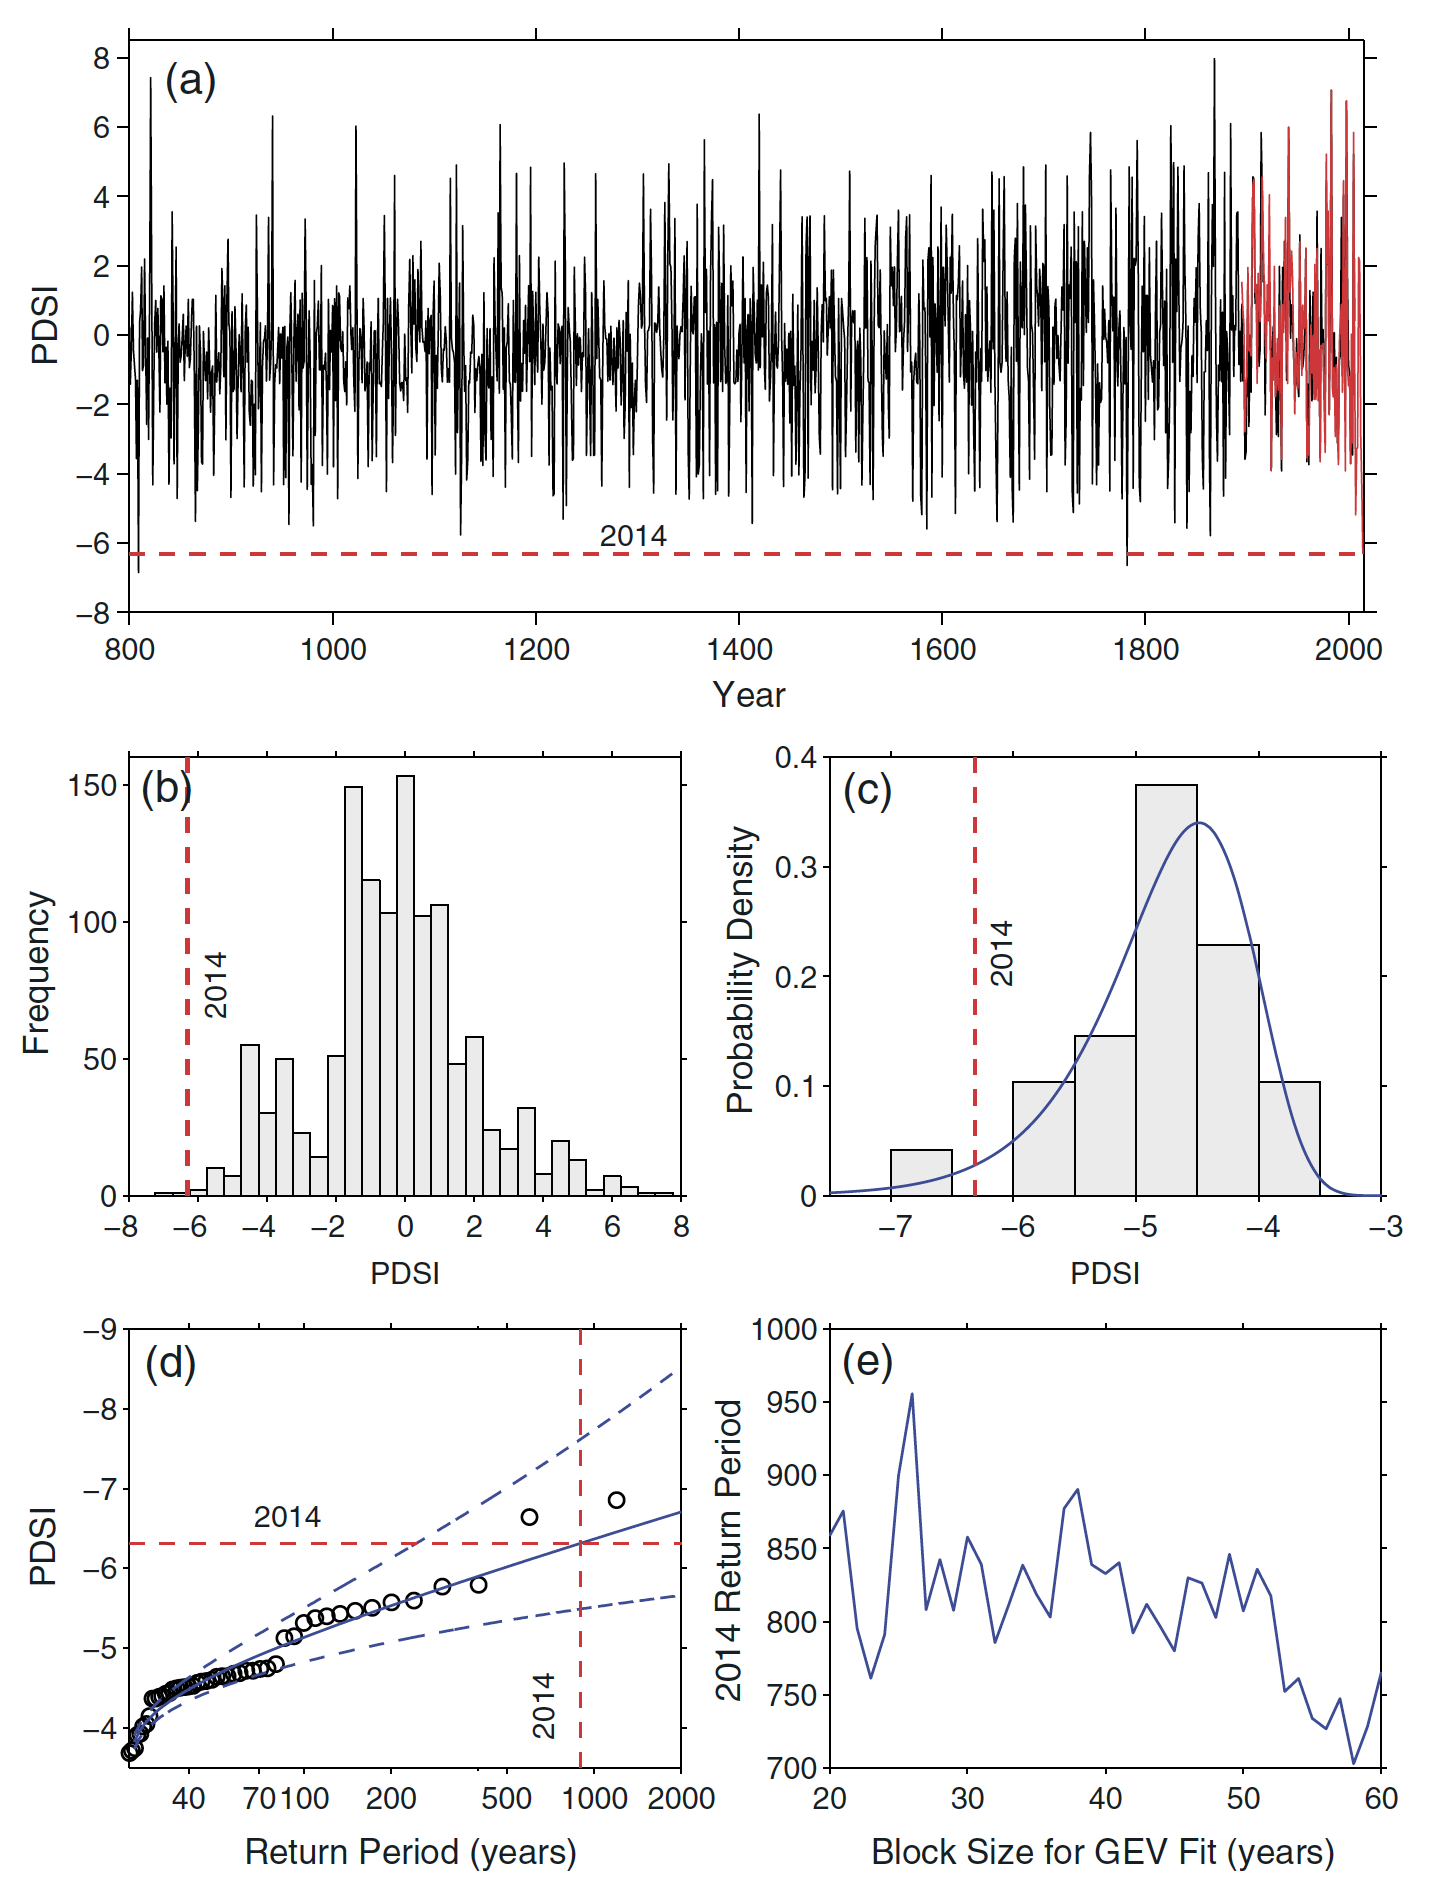 (a)
8
6
4
2
0
−2
−4
−6
−8
PDSI
2014
800 1000 1200 1400 1600 1800 2000
Year
(b)
150
100
50
0
Frequency
2014
−8 −6 −4 −2 0 2 4 6 8
PDSI
(c)
0.4
0.3
0.2
0.1
0
Probability Density
2014
−7 −6 −5 −4 −3
PDSI
(d)
−9
−8
−7
−6
−5
−4
PDSI
2014
2014
40 70 100 200 500 1000 2000
Return Period (years)
(e)
1000
950
900
850
800
750
700
2014 Return Period
20 30 40 50 60
Block Size for GEV Fit (years)